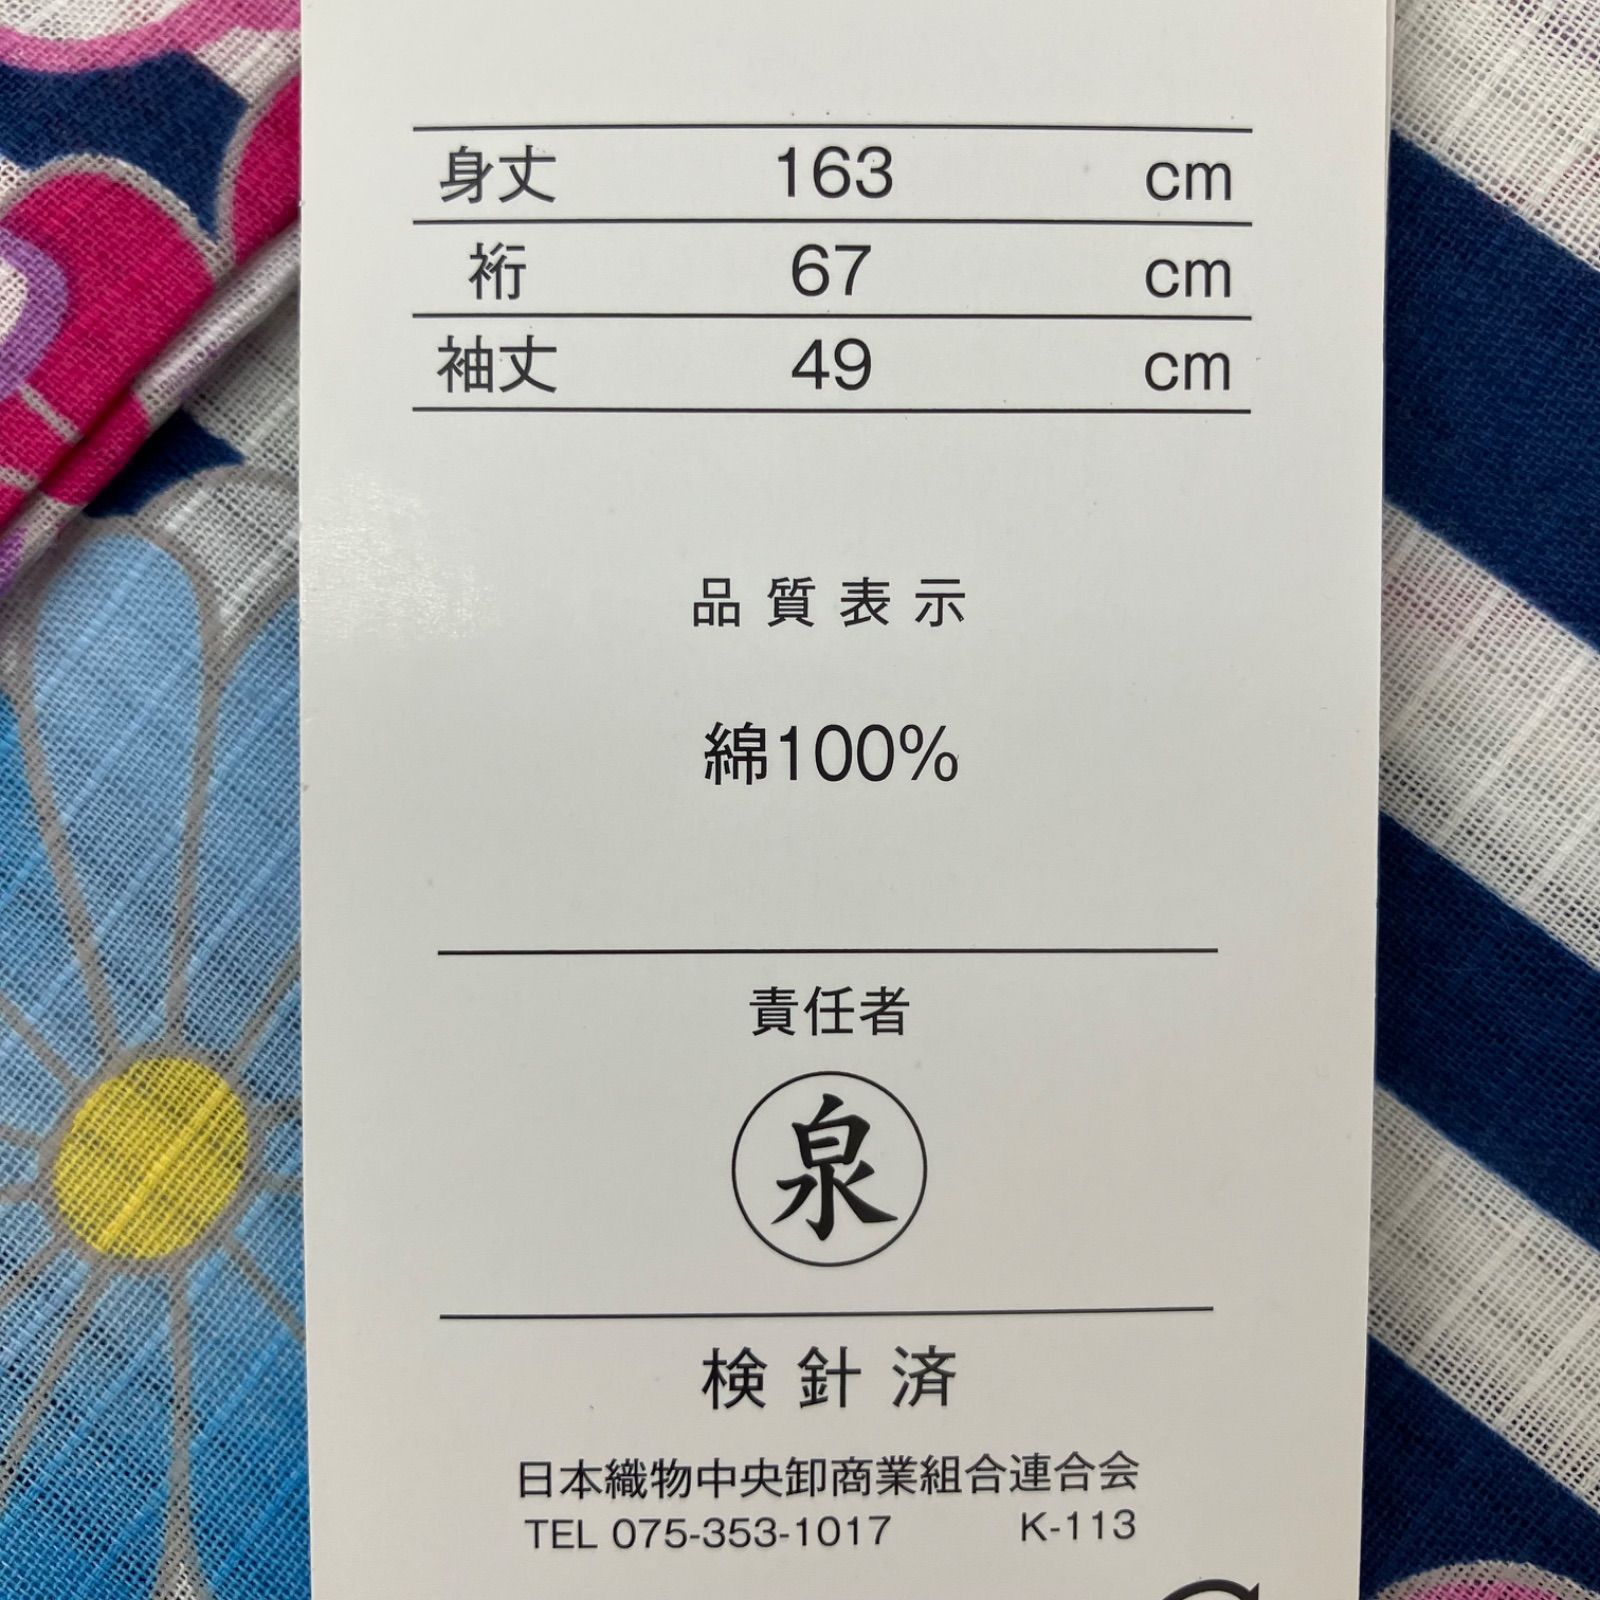 身丈 163 cm
裄 67 cm
袖丈 49 cm
品質表示
綿100%
責任者
泉
検針済
日本織物中央卸商業組合連合会
TEL 075-353-1017 K-113